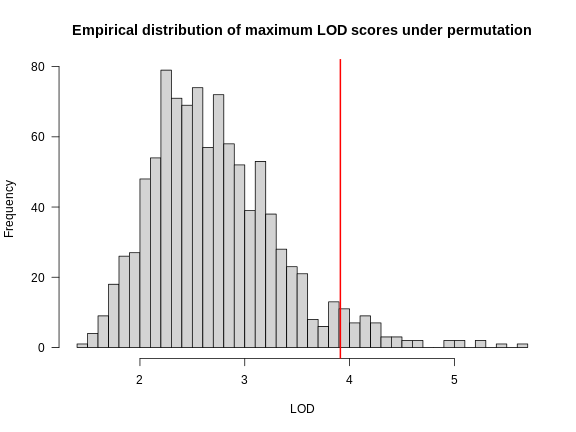 Empirical distribution of maximum LOD scores under permutation
Frequency
80
60
40
20
0
2 3 4 5
LOD